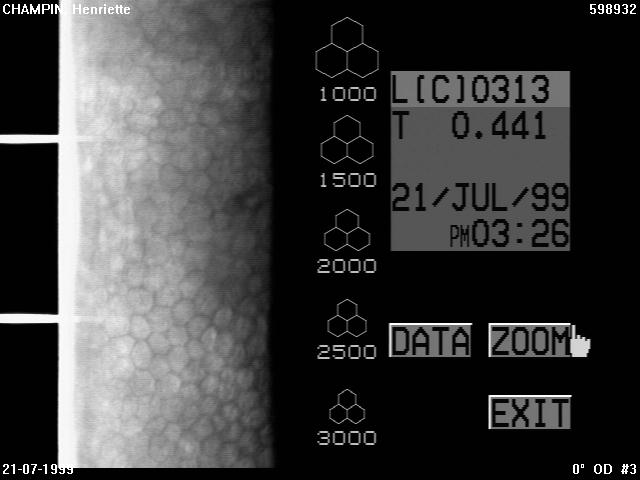 CHAMPIN, Henriette
598932
1000
1500
2000
2500
3000
L(C)0313
T 0.441
21/JUL/99
PM03:26
DATA ZOOM
EXIT
21-07-1999
0° OD #3